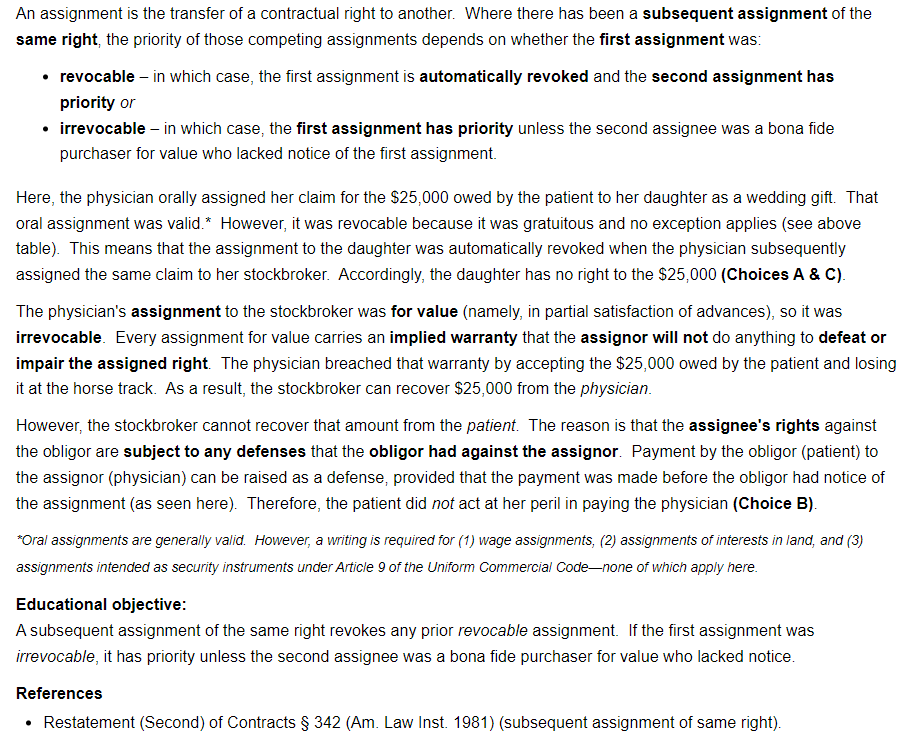 An assignment is the transfer of a contractual right to another.  Where there has been a subsequent assignment of the
same right, the priority of those competing assignments depends on whether the first assignment was:
• revocable – in which case, the first assignment is automatically revoked and the second assignment has
priority or
• irrevocable – in which case, the first assignment has priority unless the second assignee was a bona fide
purchaser for value who lacked notice of the first assignment.
Here, the physician orally assigned her claim for the $25,000 owed by the patient to her daughter as a wedding gift.  That
oral assignment was valid.*  However, it was revocable because it was gratuitous and no exception applies (see above
table).  This means that the assignment to the daughter was automatically revoked when the physician subsequently
assigned the same claim to her stockbroker.  Accordingly, the daughter has no right to the $25,000 (Choices A & C).
The physician's assignment to the stockbroker was for value (namely, in partial satisfaction of advances), so it was
irrevocable.  Every assignment for value carries an implied warranty that the assignor will not do anything to defeat or
impair the assigned right.  The physician breached that warranty by accepting the $25,000 owed by the patient and losing
it at the horse track.  As a result, the stockbroker can recover $25,000 from the physician.
However, the stockbroker cannot recover that amount from the patient.  The reason is that the assignee's rights against
the obligor are subject to any defenses that the obligor had against the assignor.  Payment by the obligor (patient) to
the assignor (physician) can be raised as a defense, provided that the payment was made before the obligor had notice of
the assignment (as seen here).  Therefore, the patient did not act at her peril in paying the physician (Choice B).
*Oral assignments are generally valid.  However, a writing is required for (1) wage assignments, (2) assignments of interests in land, and (3)
assignments intended as security instruments under Article 9 of the Uniform Commercial Code—none of which apply here.
Educational objective:
A subsequent assignment of the same right revokes any prior revocable assignment.  If the first assignment was
irrevocable, it has priority unless the second assignee was a bona fide purchaser for value who lacked notice.
References
• Restatement (Second) of Contracts § 342 (Am. Law Inst. 1981) (subsequent assignment of same right).